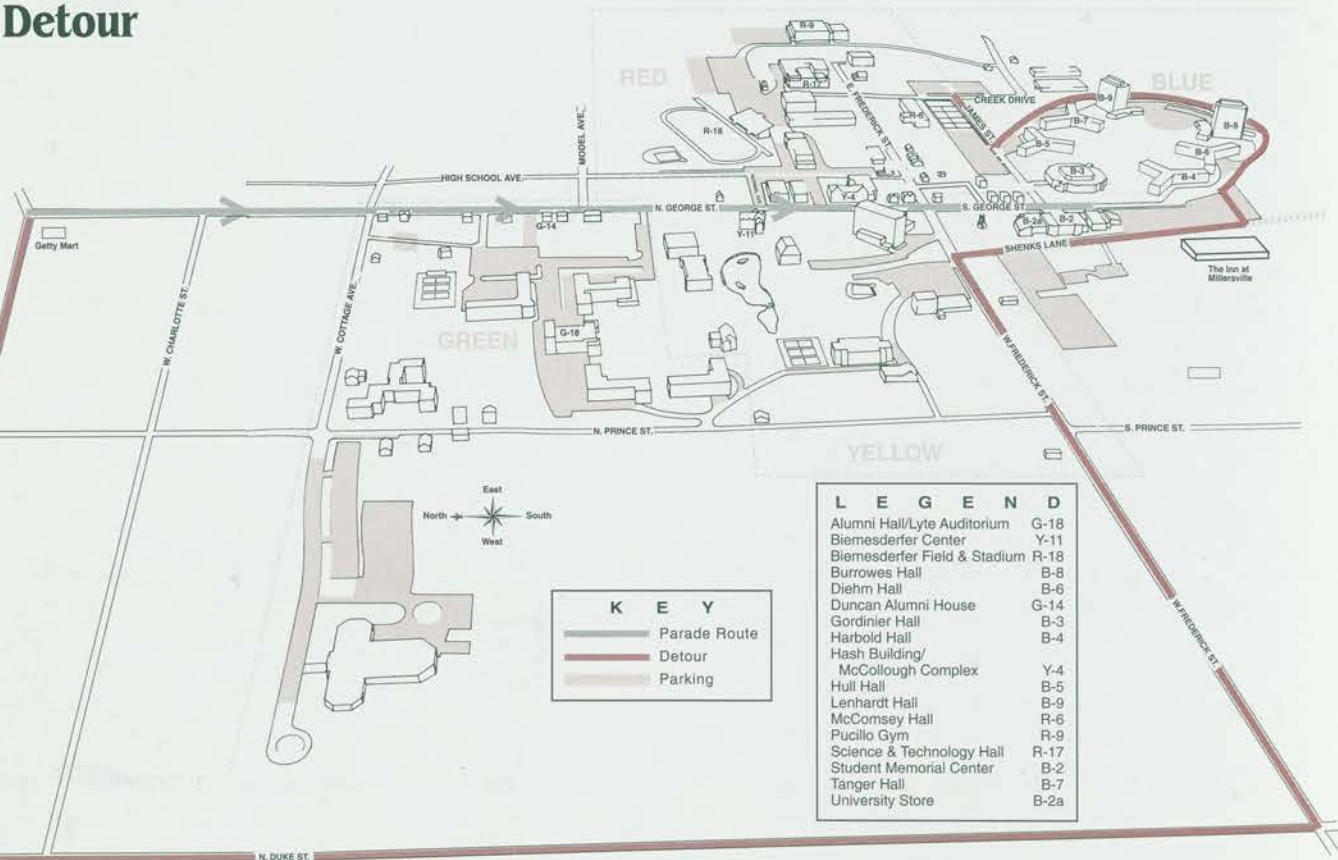 Detour
RED
BLUE
R-9
R-17
R-18
E. FREDERICK ST.
CREEK DRIVE
JAMES ST.
R-6
B-9
B-8
B-7
B-6
B-5
B-4
B-3
MODEL AVE.
HIGH SCHOOL AVE.
N. GEORGE ST.
S. GEORGE ST.
Y-4
Y-11
G-14
B-2a
B-2
SHENKS LANE
The Inn at
Millersville
Getty Mart
W. CHARLOTTE ST.
W. COTTAGE AVE.
GREEN
G-18
W. FREDERICK ST.
N. PRINCE ST.
S. PRINCE ST.
YELLOW
East
North
South
West
KEY
Parade Route
Detour
Parking
LEGEND
Alumni Hall/Lyte Auditorium G-18
Biemesderfer Center Y-11
Biemesderfer Field & Stadium R-18
Burrowes Hall B-8
Diehm Hall B-6
Duncan Alumni House G-14
Gordinier Hall B-3
Harbold Hall B-4
Hash Building/
McCollough Complex Y-4
Hull Hall B-5
Lenhardt Hall B-9
McComsey Hall R-6
Pucillo Gym R-9
Science & Technology Hall R-17
Student Memorial Center B-2
Tanger Hall B-7
University Store B-2a
W. FREDERICK ST.
N. DUKE ST.